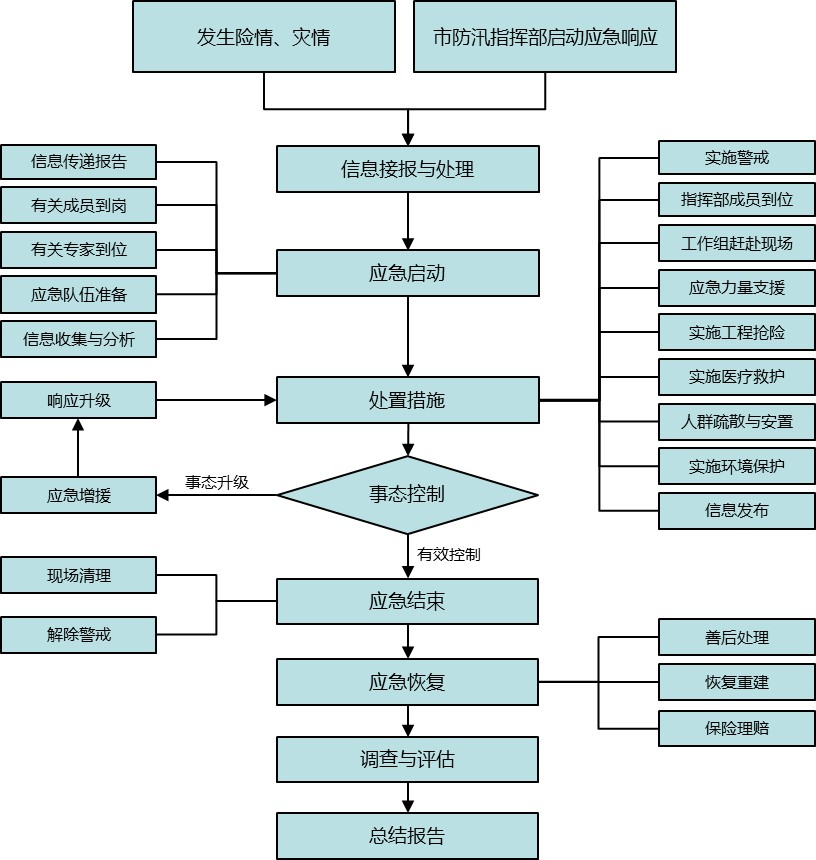 发生险情、灾情
市防汛指挥部启动应急响应
信息接报与处理
信息传递报告
有关成员到岗
有关专家到位
应急队伍准备
信息收集与分析
应急启动
实施警戒
指挥部成员到位
工作组赶赴现场
应急力量支援
实施工程抢险
实施医疗救护
人群疏散与安置
实施环境保护
信息发布
响应升级
处置措施
应急增援
事态升级
事态控制
有效控制
现场清理
解除警戒
应急结束
应急恢复
善后处理
恢复重建
保险理赔
调查与评估
总结报告